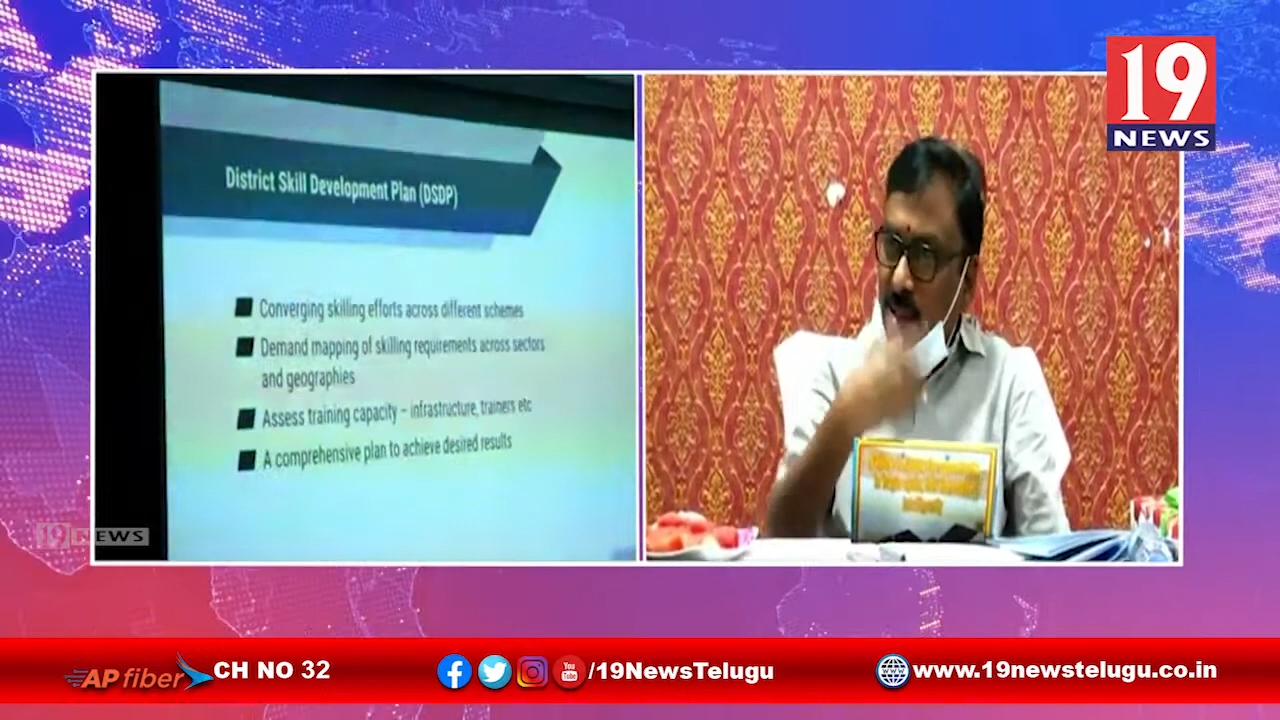 19
NEWS
District Skill Development Plan (DSDP)
Converging skilling efforts across different schemes
Demand mapping of skilling requirements across sectors
and geographies
Assess training capacity – infrastructure, trainers etc
A comprehensive plan to achieve desired results
19 NEWS
AP fiber CH NO 32
You
Tube
/19NewsTelugu
www.19newstelugu.co.in